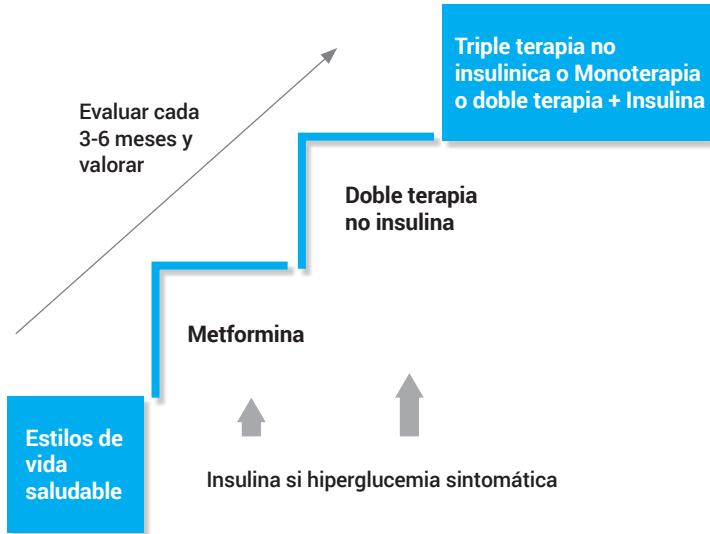 Triple terapia no
insulinica o Monoterapia
o doble terapia + Insulina
Evaluar cada
3-6 meses y
valorar
Doble terapia
no insulina
Metformina
Estilos de
vida
saludable
Insulina si hiperglucemia sintomática